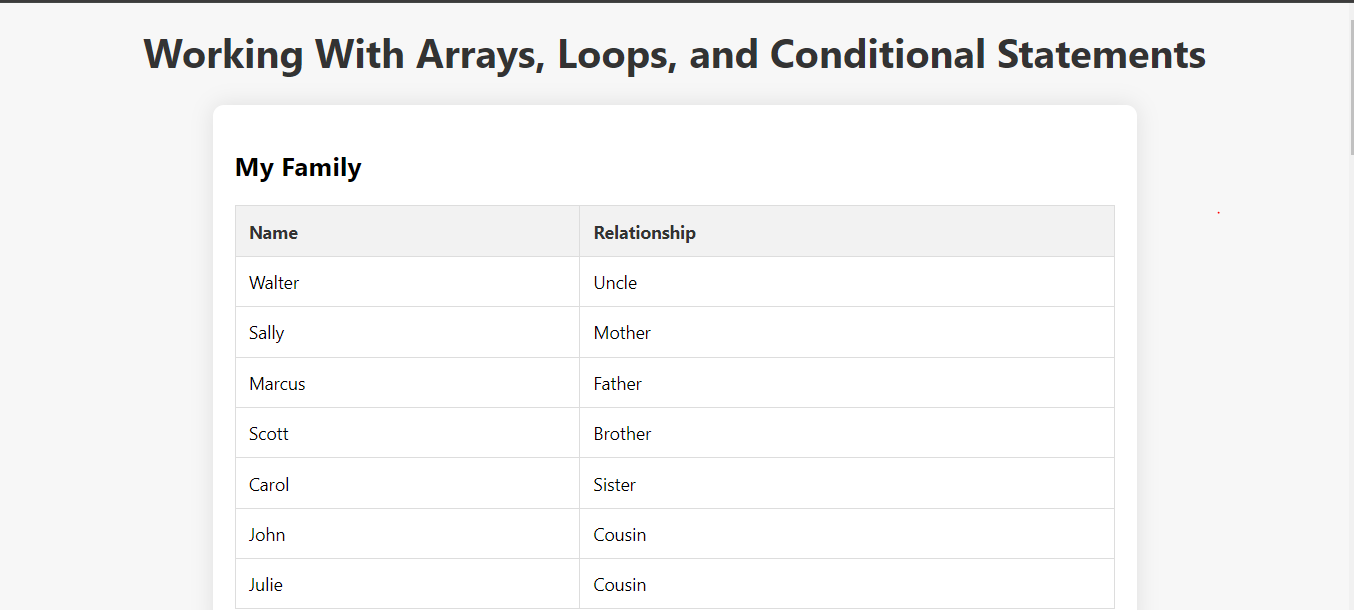 Working With Arrays, Loops, and Conditional Statements
My Family
Name Relationship
Walter Uncle
Sally Mother
Marcus Father
Scott Brother
Carol Sister
John Cousin
Julie Cousin